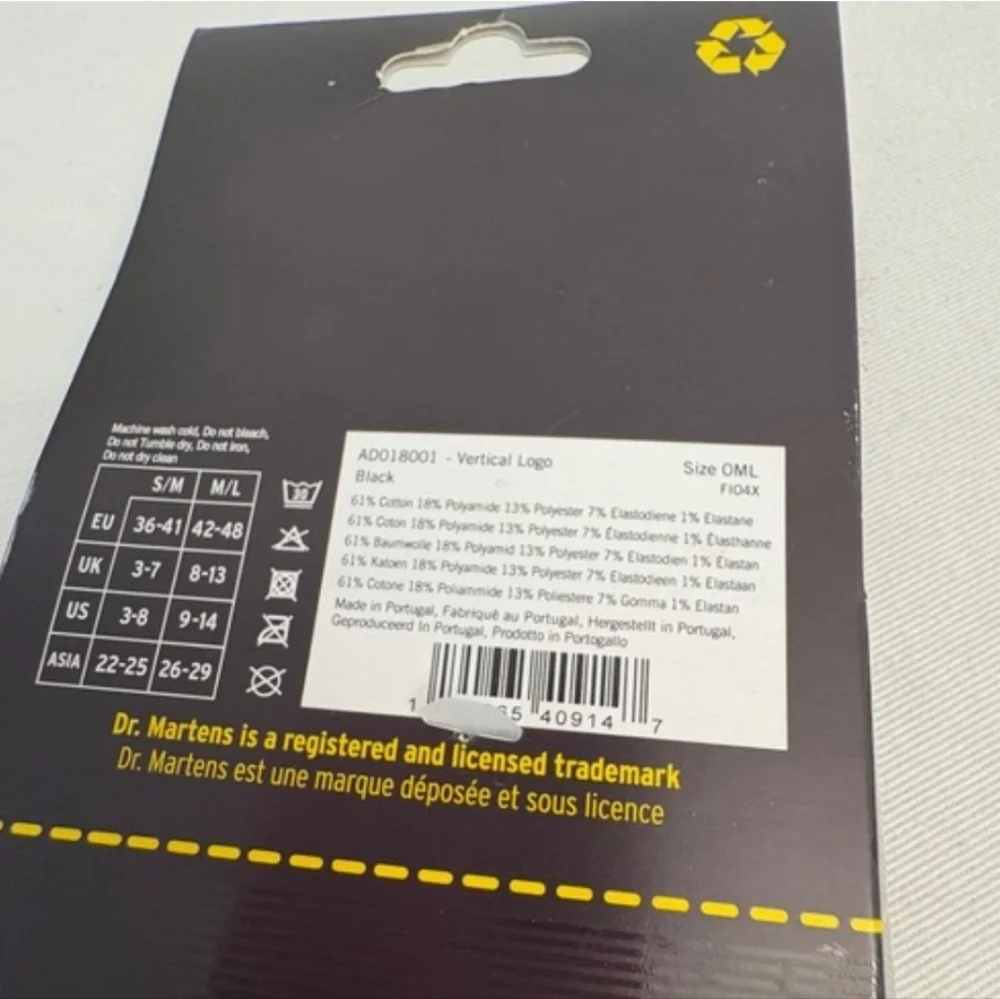 Machine wash cold, Do not bleach,
Do not Tumble dry, Do not iron,
Do not dry clean
S/M M/L
EU 36-41 42-48
UK 3-7 8-13
US 3-8 9-14
ASIA 22-25 26-29
30
AD018001 - Vertical Logo Size OML
Black FI04X
61% Cotton 18% Polyamide 13% Polyester 7% Elastodiene 1% Elastane
61% Coton 18% Polyamide 13% Polyester 7% Élastodienne 1% Élasthanne
61% Baumwolle 18% Polyamid 13% Polyester 7% Elastodien 1% Elastan
61% Katoen 18% Polyamide 13% Polyester 7% Elastodieen 1% Elastaan
61% Cotone 18% Poliammide 13% Poliestere 7% Gomma 1% Elastan
Made in Portugal, Fabriqué au Portugal, Hergestellt in Portugal,
Geproduceerd In Portugal, Prodotto in Portogallo
1 5 40914 7
Dr. Martens is a registered and licensed trademark
Dr. Martens est une marque déposée et sous licence